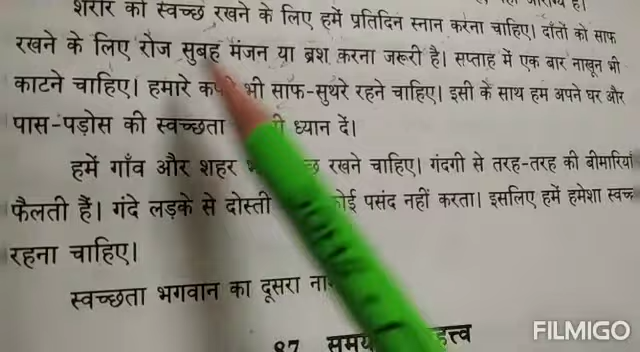 शरीर को स्वच्छ रखने के लिए हमें प्रतिदिन स्नान करना चाहिए। दाँतों को साफ
रखने के लिए रोज सुबह मंजन या ब्रश करना जरूरी है। सप्ताह में एक बार नाखून भी
काटने चाहिए। हमारे भी साफ-सुथरे रहने चाहिए। इसी के साथ हम अपने घर और
पास-पड़ोस की स्वच्छता ध्यान दें।
हमें गाँव और शहर रखने चाहिए। गंदगी से तरह-तरह की बीमारियाँ
फैलती हैं। गंदे लड़के से दोस्ती पसंद नहीं करता। इसलिए हमें हमेशा स्वच्छ
रहना चाहिए।
स्वच्छता भगवान का दूसरा
87
FILMIGO